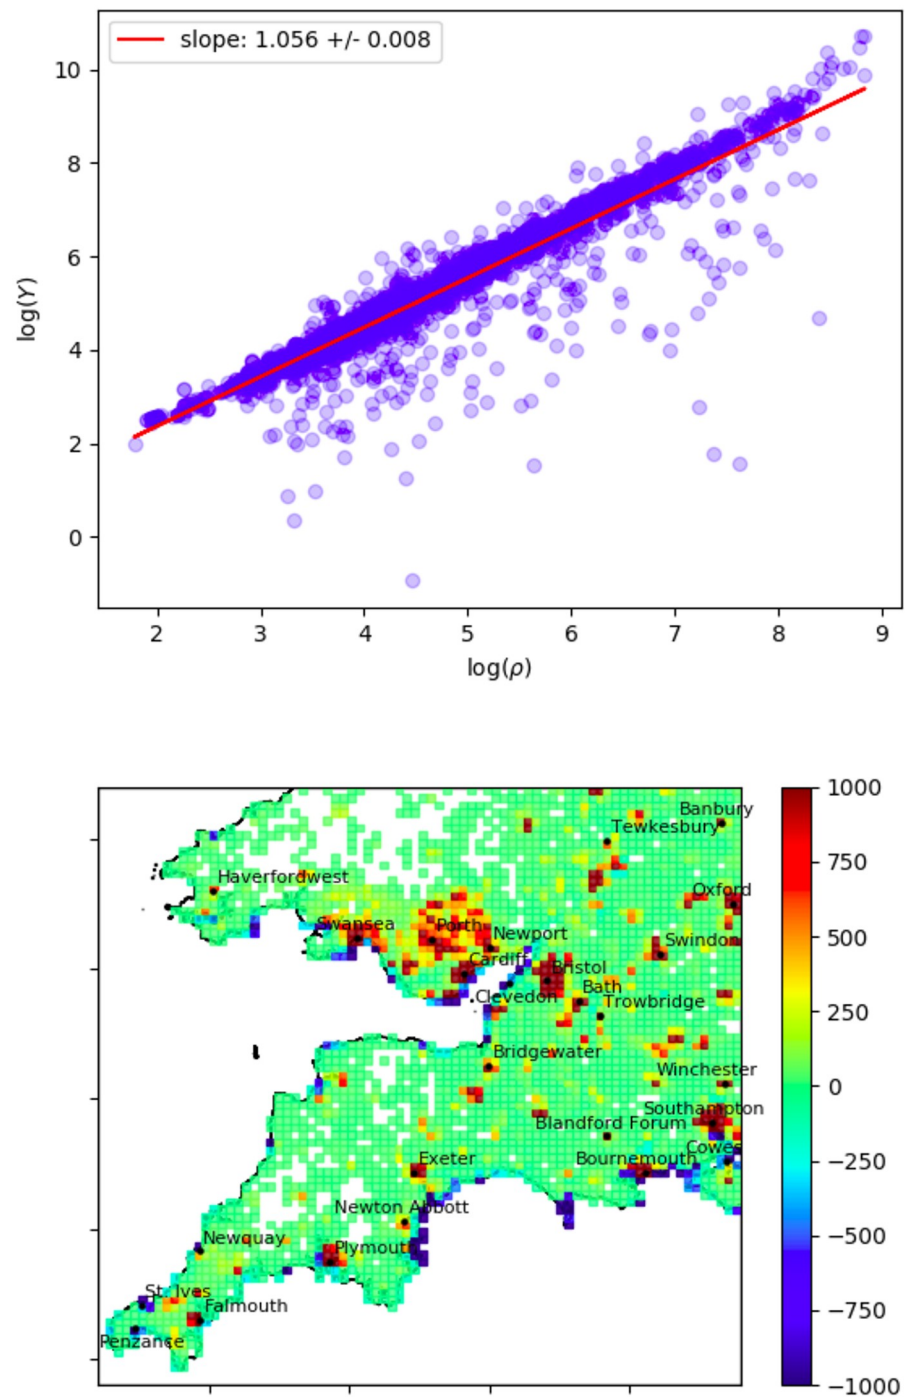 slope: 1.056 +/- 0.008
10
8
6
4
2
0
log(Y)
2 3 4 5 6 7 8 9
log(ρ)
Banbury
Tewkesbury
Haverfordwest
Oxford
Swansea
Porth
Newport
Swindon
Cardiff
Bristol
Bath
Clevedon
Trowbridge
Bridgewater
Winchester
Southampton
Blandford Forum
Cowes
Exeter
Bournemouth
Newton Abbott
Newquay
Plymouth
St. Ives
Falmouth
Penzance
1000
750
500
250
0
−250
−500
−750
−1000